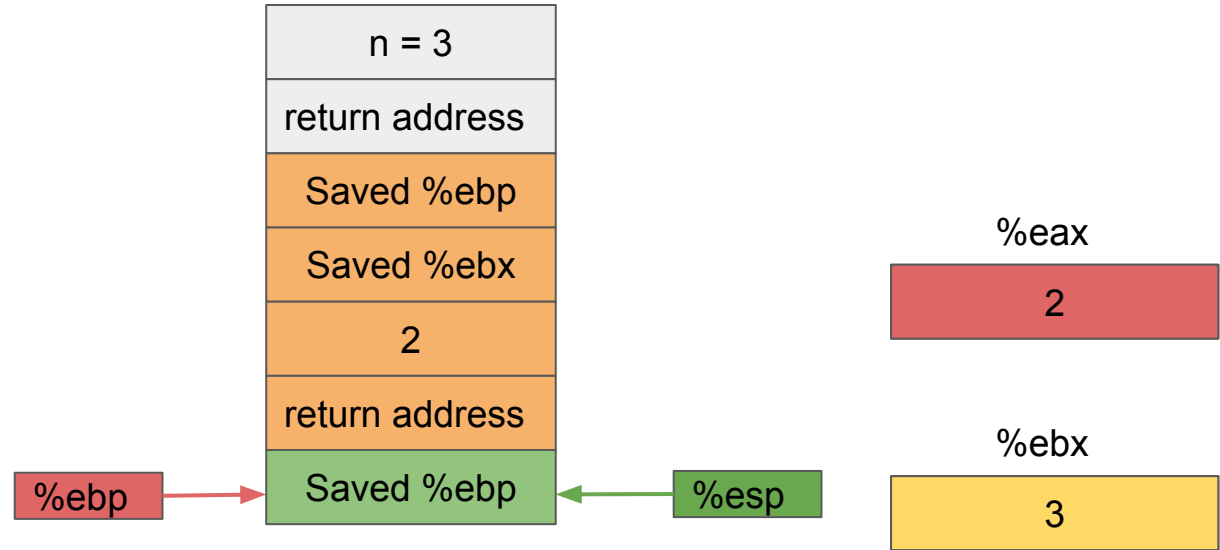 n = 3
return address
Saved %ebp
Saved %ebx
2
return address
Saved %ebp
%ebp
%esp
%eax
2
%ebx
3